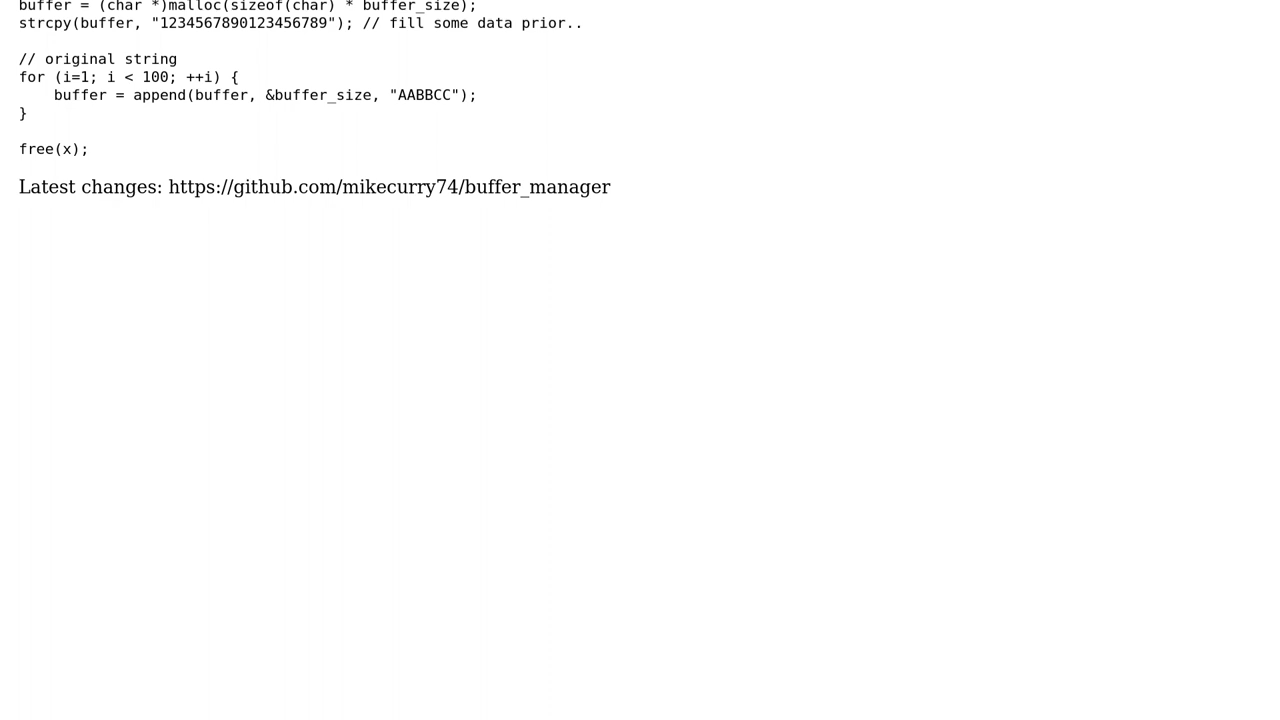 buffer = (char *)malloc(sizeof(char) * buffer_size);
strcpy(buffer, "1234567890123456789"); // fill some data prior..
// original string
for (i=1; i < 100; ++i) {
    buffer = append(buffer, &buffer_size, "AABBCC");
}
free(x);
Latest changes: https://github.com/mikecurry74/buffer_manager